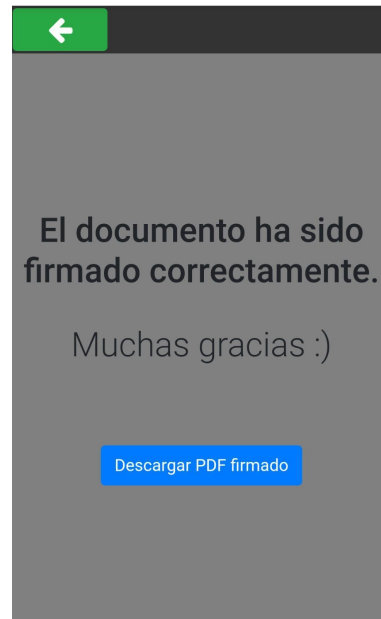 El documento ha sido
firmado correctamente.
Muchas gracias :)
Descargar PDF firmado